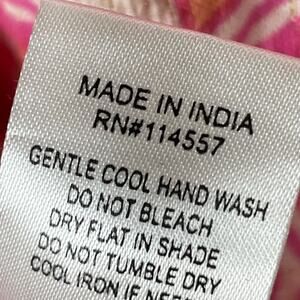 MADE IN INDIA
RN#114557
GENTLE COOL HAND WASH
DO NOT BLEACH
DRY FLAT IN SHADE
DO NOT TUMBLE DRY
COOL IRON IF